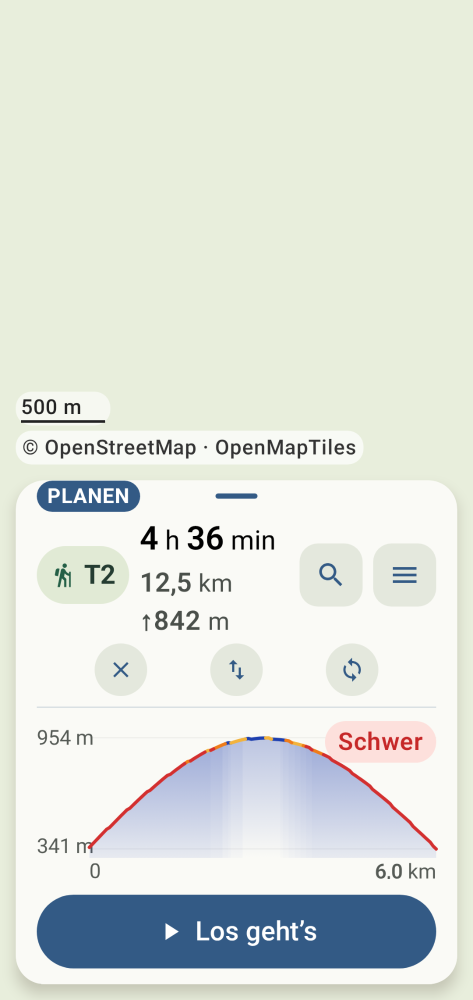 500 m
© OpenStreetMap · OpenMapTiles
PLANEN
T2
4 h 36 min
12,5 km
↑842 m
954 m
Schwer
341 m
0
6.0 km
Los geht's